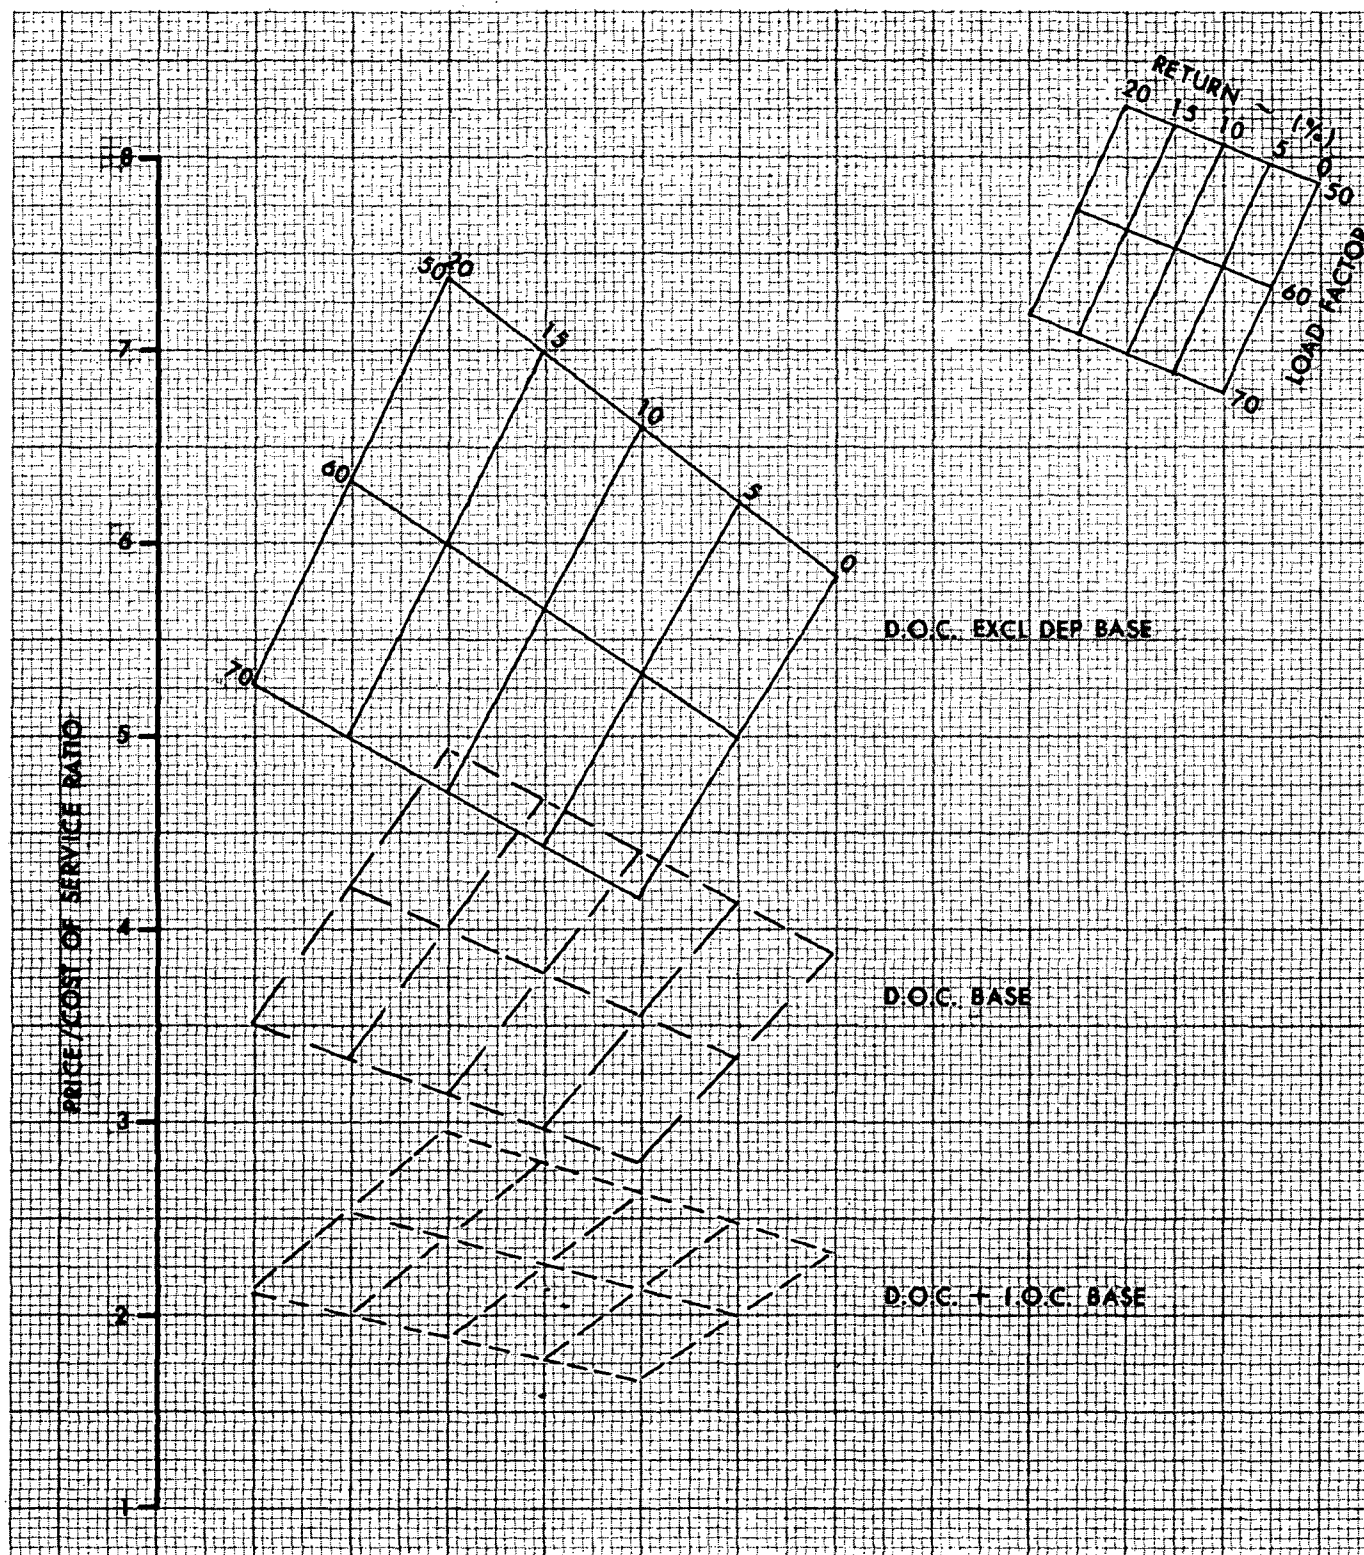 RETURN ~ (%)
20 15 10 5 0
50
60
70
LOAD FACTOR
8
7
6
5
4
3
2
1
PRICE/COST OF SERVICE RATIO
50 20
15
10
5
0
60
70
D.O.C. EXCL DEP BASE
D.O.C. BASE
D.O.C. + I.O.C. BASE